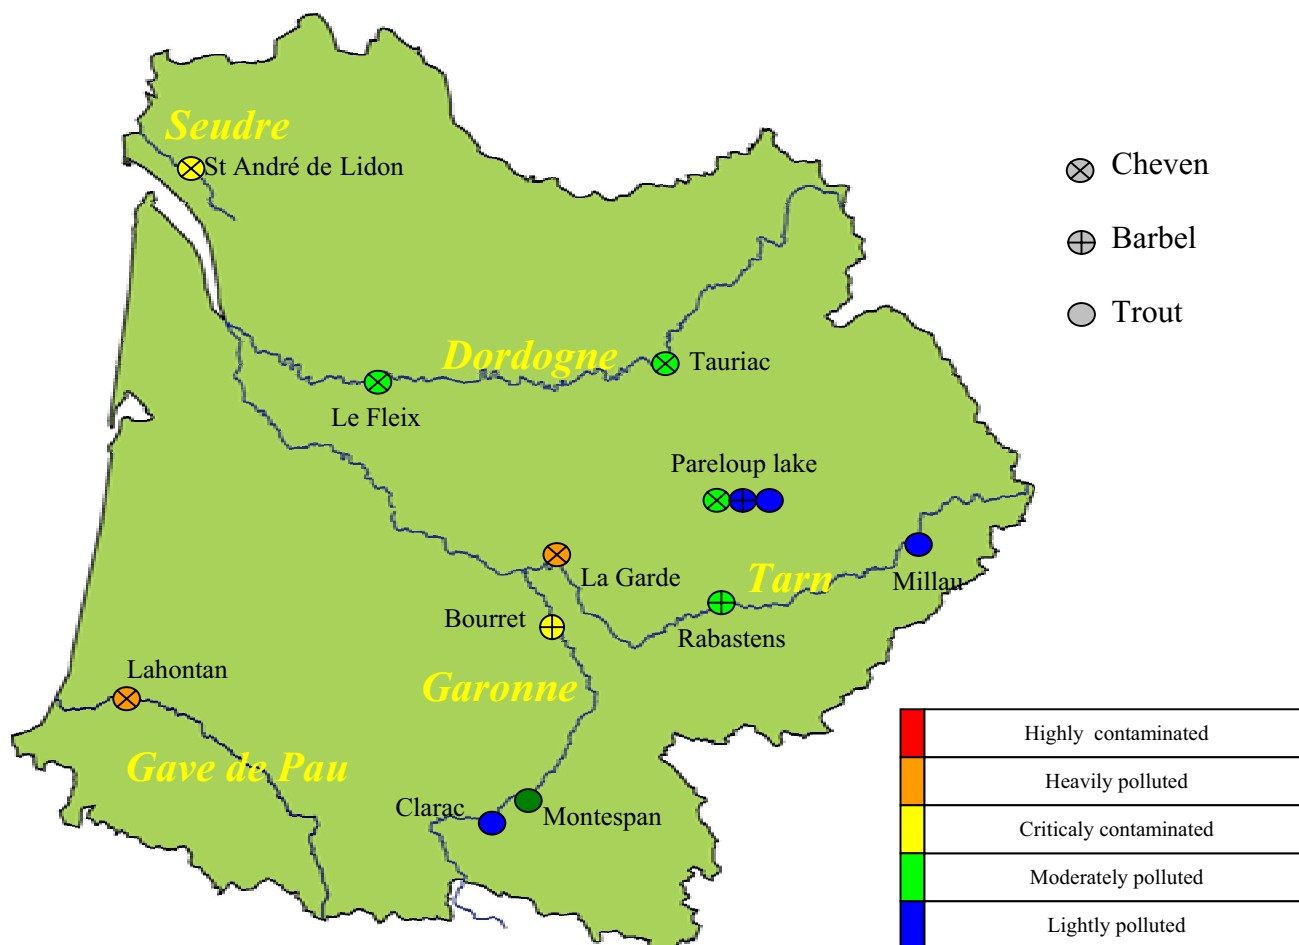 Seudre
St André de Lidon
Cheven
Barbel
Trout
Dordogne
Tauriac
Le Fleix
Pareloup lake
La Garde
Tarn
Millau
Bourret
Rabastens
Lahontan
Garonne
Gave de Pau
Clarac
Montespan
Highly contaminated
Heavily polluted
Criticaly contaminated
Moderately polluted
Lightly polluted